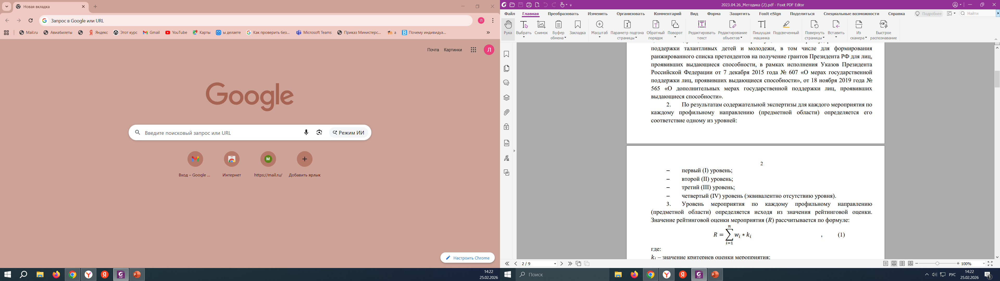 Новая вкладка
Запрос в Google или URL
Л
Mail.ru
Авиабилеты
Яндекс
Этот курс
Gmail
YouTube
Карты
ы делаете
Как проверить без...
Microsoft Teams
Приказ Министерс...
а
Почему индивидуа...
»
Почта Картинки
Л
Google
Введите поисковый запрос или URL
Режим ИИ
M
Вход – Google ...
Интернет
https://mail.ru/
Добавить ярлык
Настроить Chrome
14:22
25.02.2026
2023.04.26_Методика (2).pdf - Foxit PDF Editor
Файл Главная Преобразовать Изменить Организовать Комментарий Вид Форма Защитить Foxit eSign Поделиться Специальные возможности Справка Подробнее Найти
Рука
Выбрать
Снимок
Буфер обмена
Закладка
Масштаб
Параметр подгона страницы
Обратный порядок
Поворот
Редактировать текст
Редактирование объектов
Пишущая машинка
Подсвеченный
Повернуть страницы
Вставить
Из сканера
Быстрое распознавание
поддержки талантливых детей и молодежи, в том числе для формирования
ранжированного списка претендентов на получение грантов Президента РФ для лиц,
проявивших выдающиеся способности, в рамках исполнения Указов Президента
Российской Федерации от 7 декабря 2015 года № 607 «О мерах государственной
поддержки лиц, проявивших выдающиеся способности», от 18 ноября 2019 года №
565 «О дополнительных мерах государственной поддержки лиц, проявивших
выдающиеся способности».
2. По результатам содержательной экспертизы для каждого мероприятия по
каждому профильному направлению (предметной области) определяется его
соответствие одному из уровней:
2
– первый (I) уровень;
– второй (II) уровень;
– третий (III) уровень;
– четвертый (IV) уровень (эквивалентно отсутствию уровня).
3. Уровень мероприятия по каждому профильному направлению
(предметной области) определяется исходя из значения рейтинговой оценки.
Значение рейтинговой оценки мероприятия (R) рассчитывается по формуле:
R = ∑ⁿᵢ₌₁ wᵢ ∗ kᵢ , (1)
где:
kᵢ – значение критериев оценки мероприятия;
2 / 9
100%
Поиск
РУС
14:22
25.02.2026
1